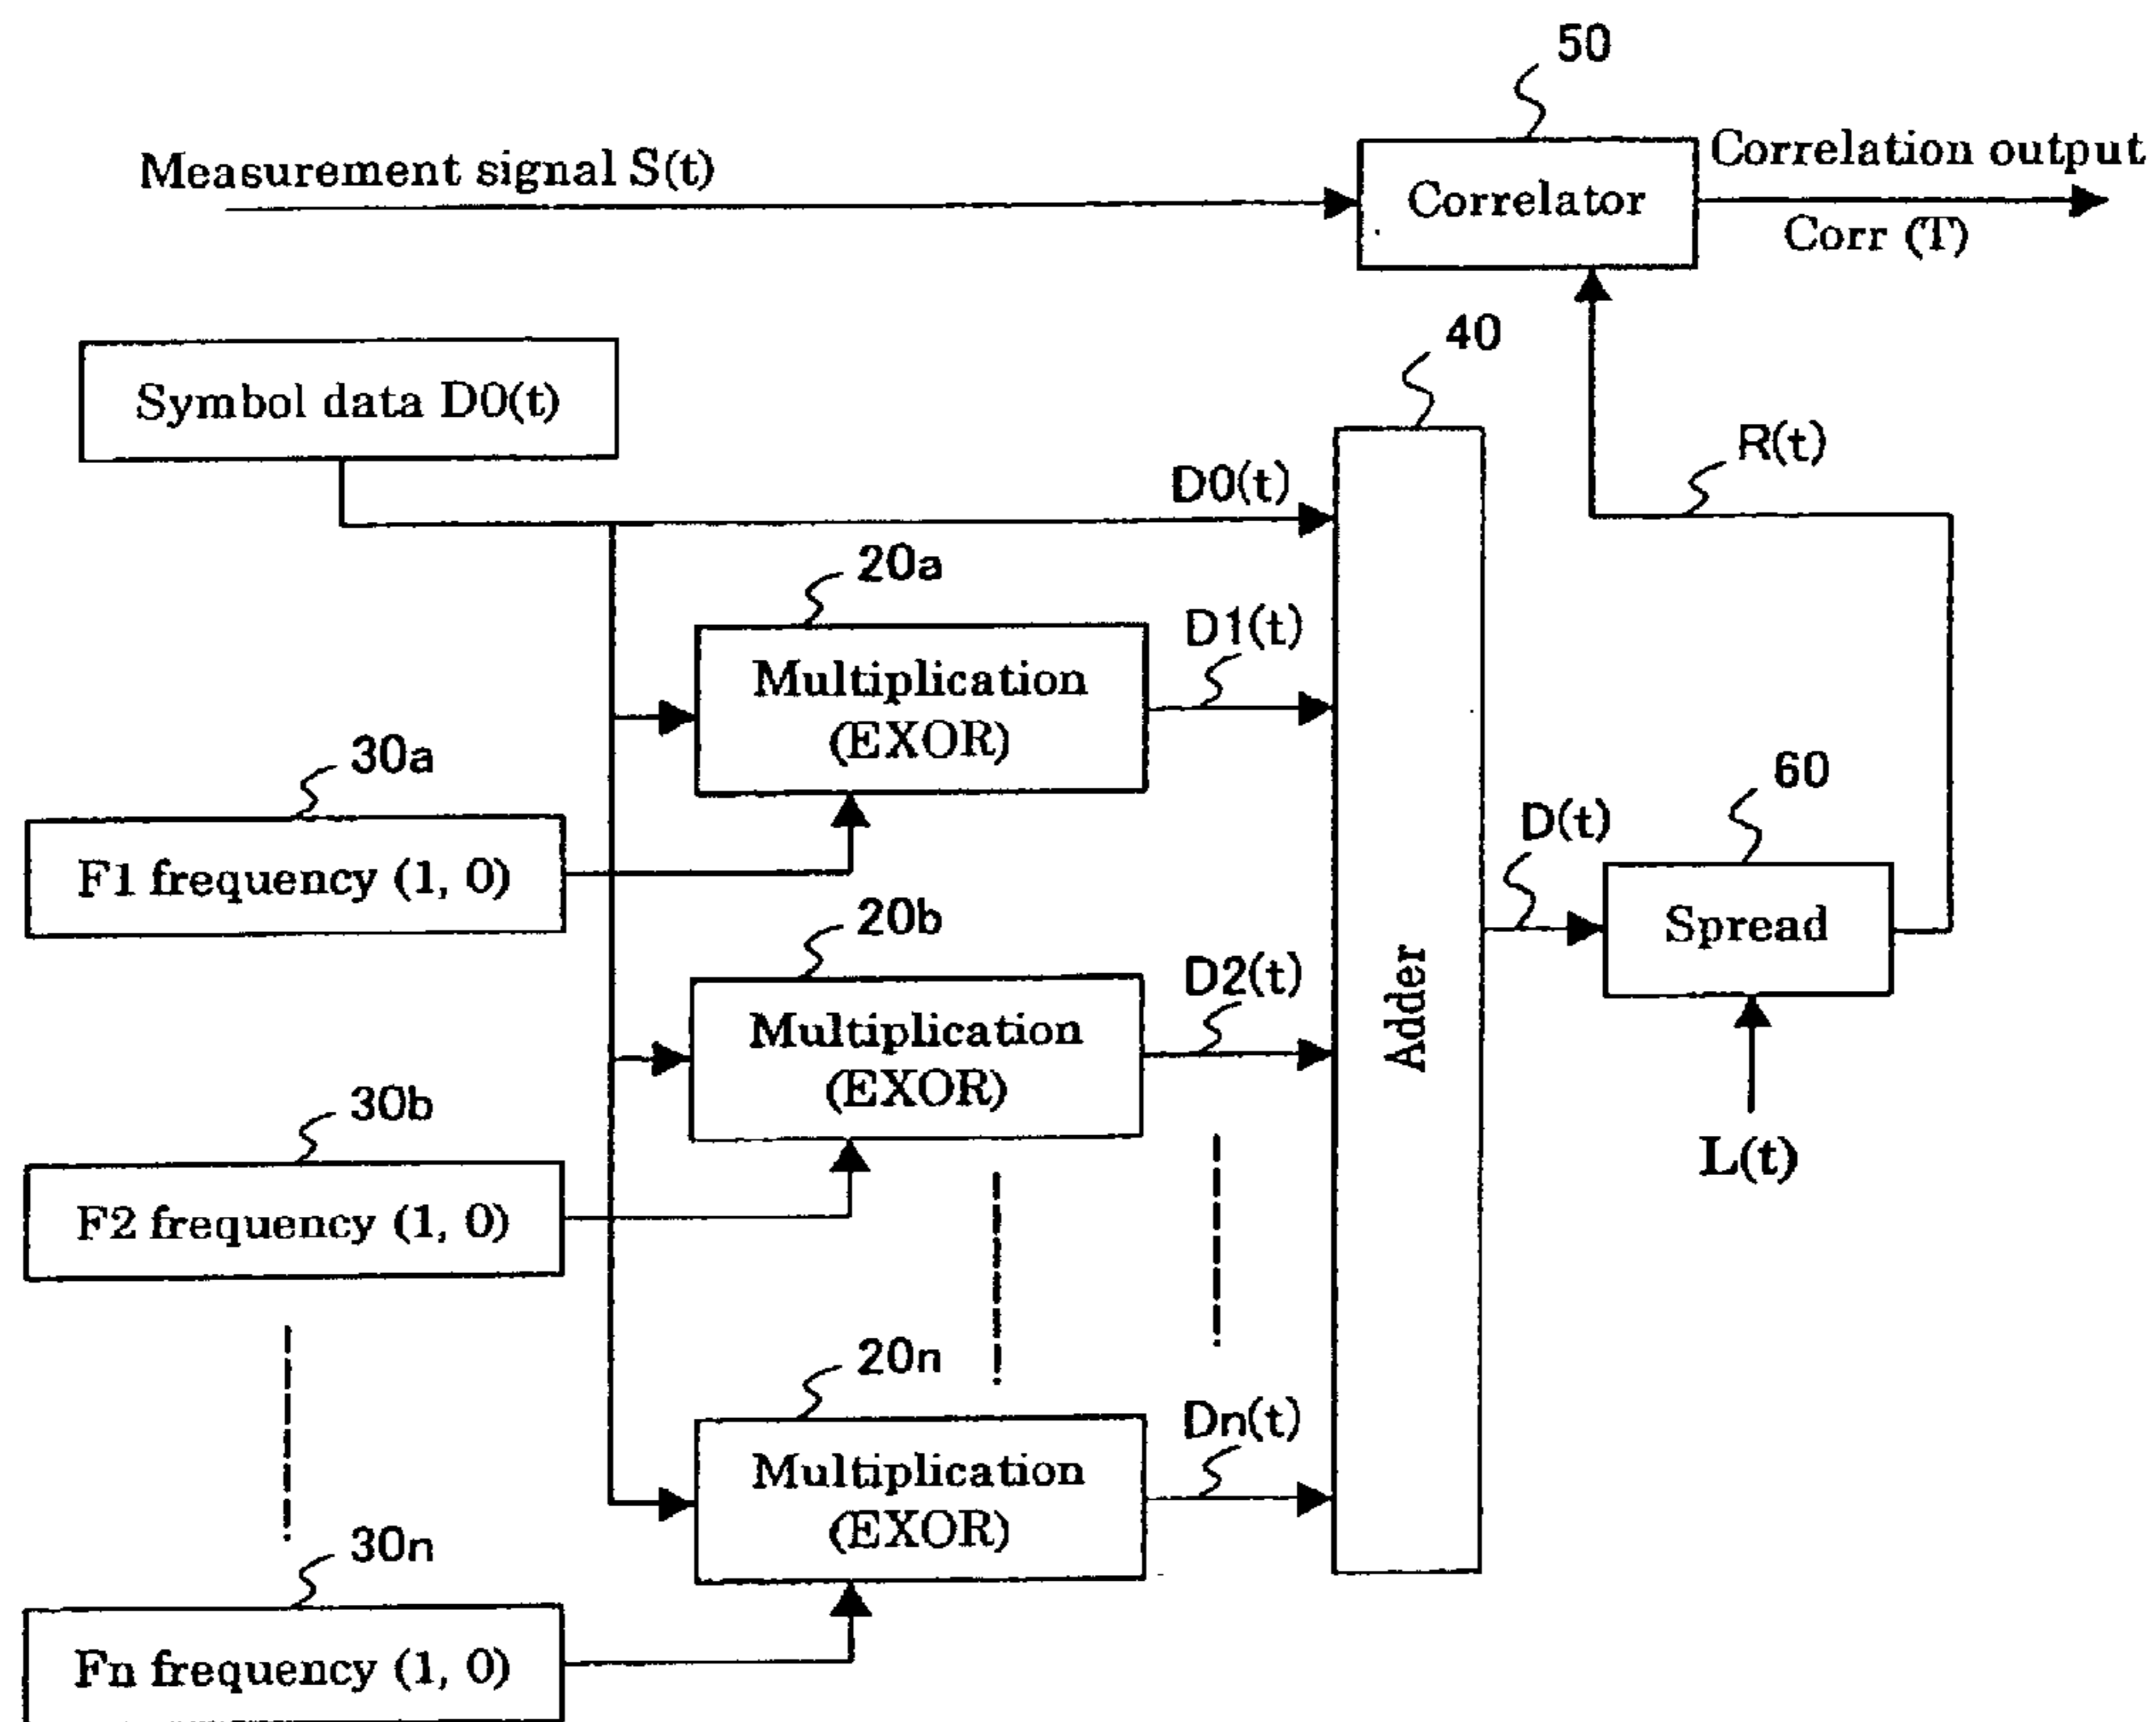 50
Measurement signal S(t)
Correlator
Correlation output
Corr (T)
40
Symbol data D0(t)
R(t)
D0(t)
20a
D1(t)
Multiplication
(EXOR)
30a
60
F1 frequency (1, 0)
D(t)
20b
Spread
D2(t)
Multiplication
(EXOR)
Adder
30b
L(t)
F2 frequency (1, 0)
20n
Dn(t)
Multiplication
(EXOR)
30n
Fn frequency (1, 0)